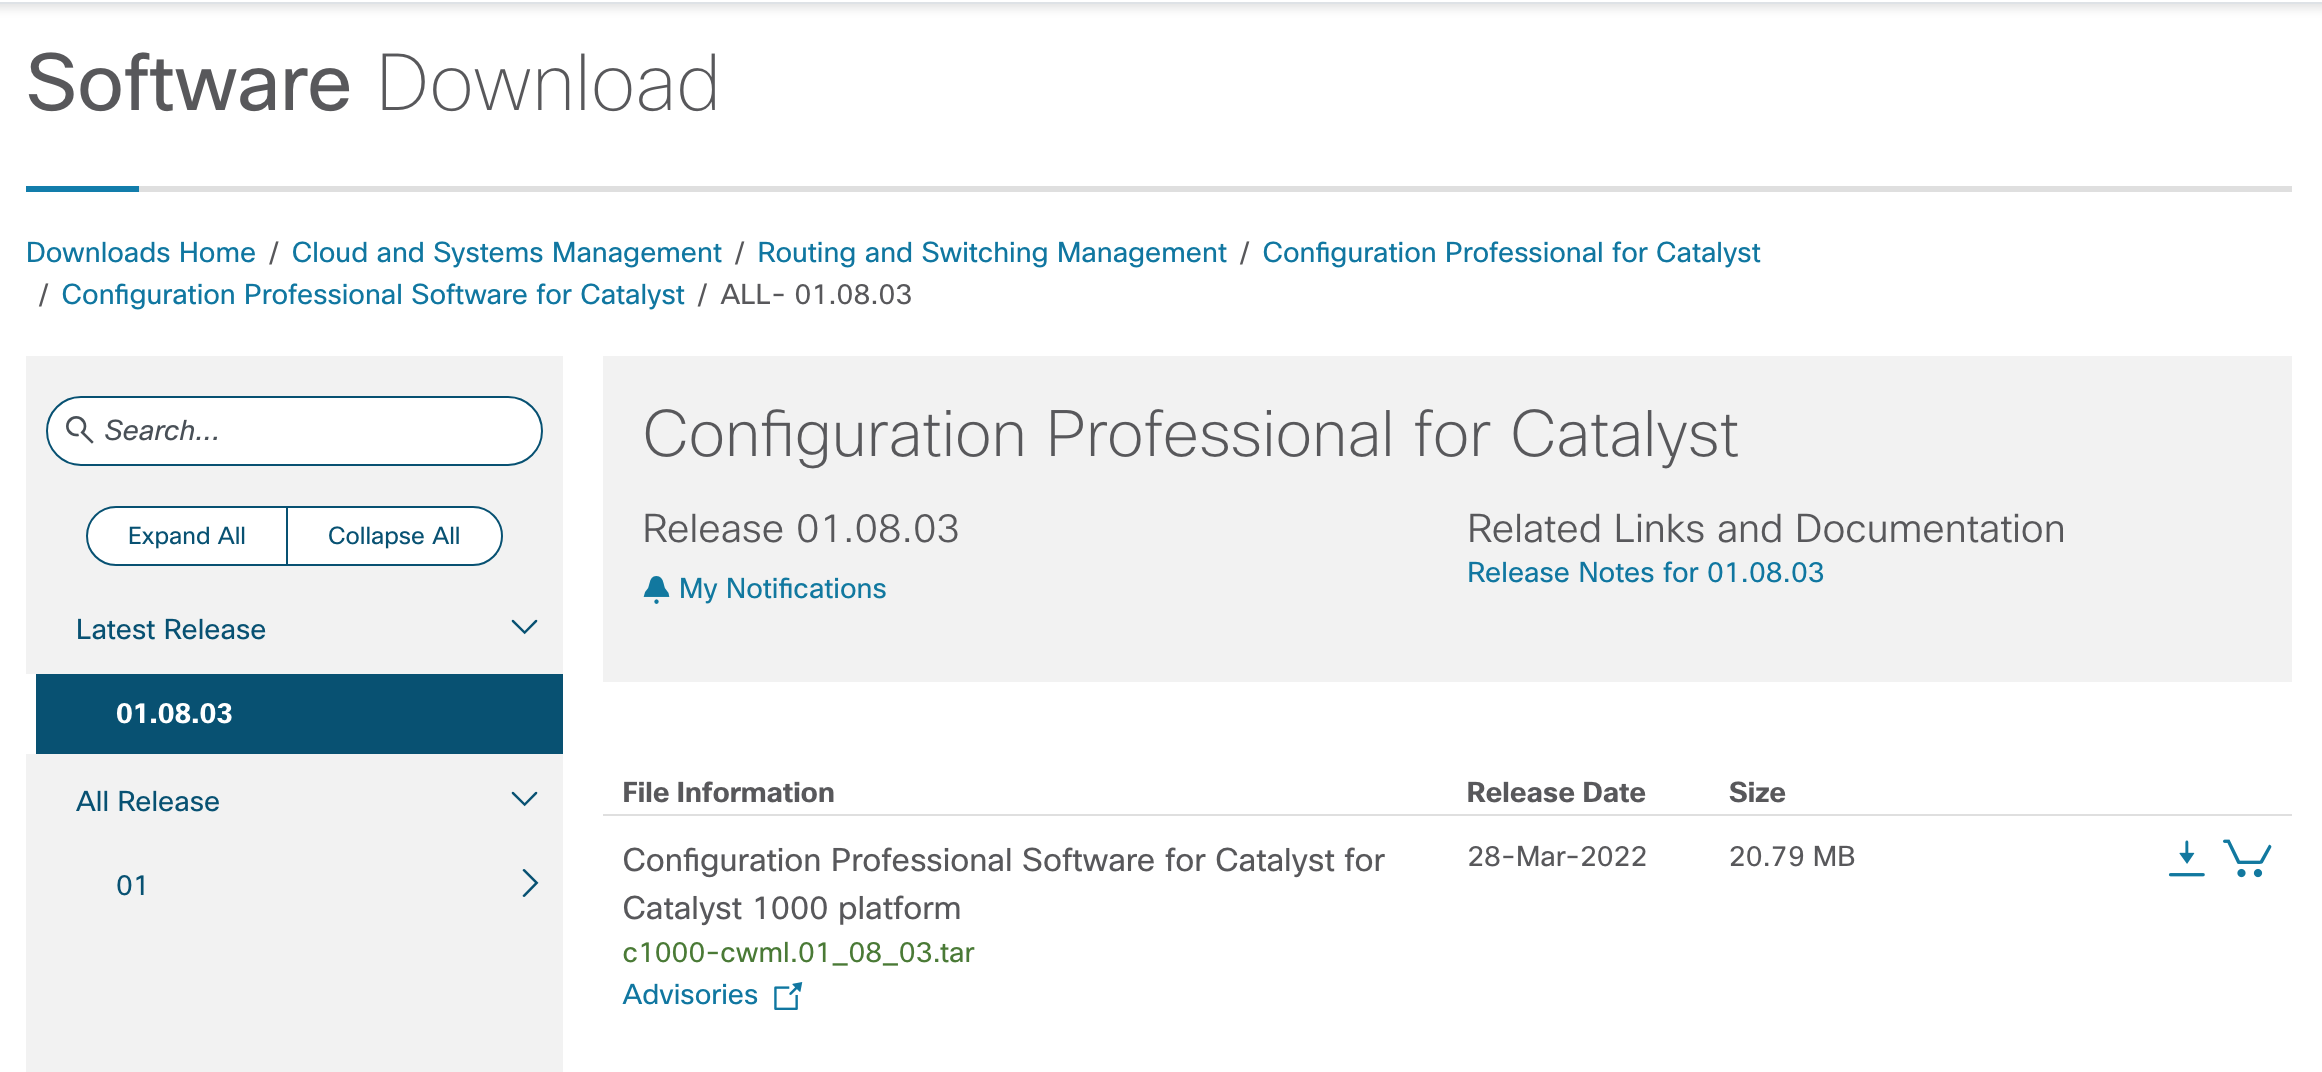 Software Download
Downloads Home / Cloud and Systems Management / Routing and Switching Management / Configuration Professional for Catalyst
/ Configuration Professional Software for Catalyst / ALL- 01.08.03
Search...
Expand All
Collapse All
Latest Release
01.08.03
All Release
01
Configuration Professional for Catalyst
Release 01.08.03
My Notifications
Related Links and Documentation
Release Notes for 01.08.03
File Information
Release Date
Size
Configuration Professional Software for Catalyst for
Catalyst 1000 platform
c1000-cwml.01_08_03.tar
Advisories
28-Mar-2022
20.79 MB